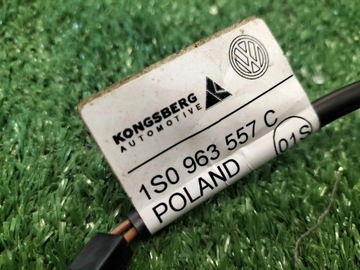 KONGSBERG
AUTOMOTIVE
1S0 963 557 C
POLAND
01S